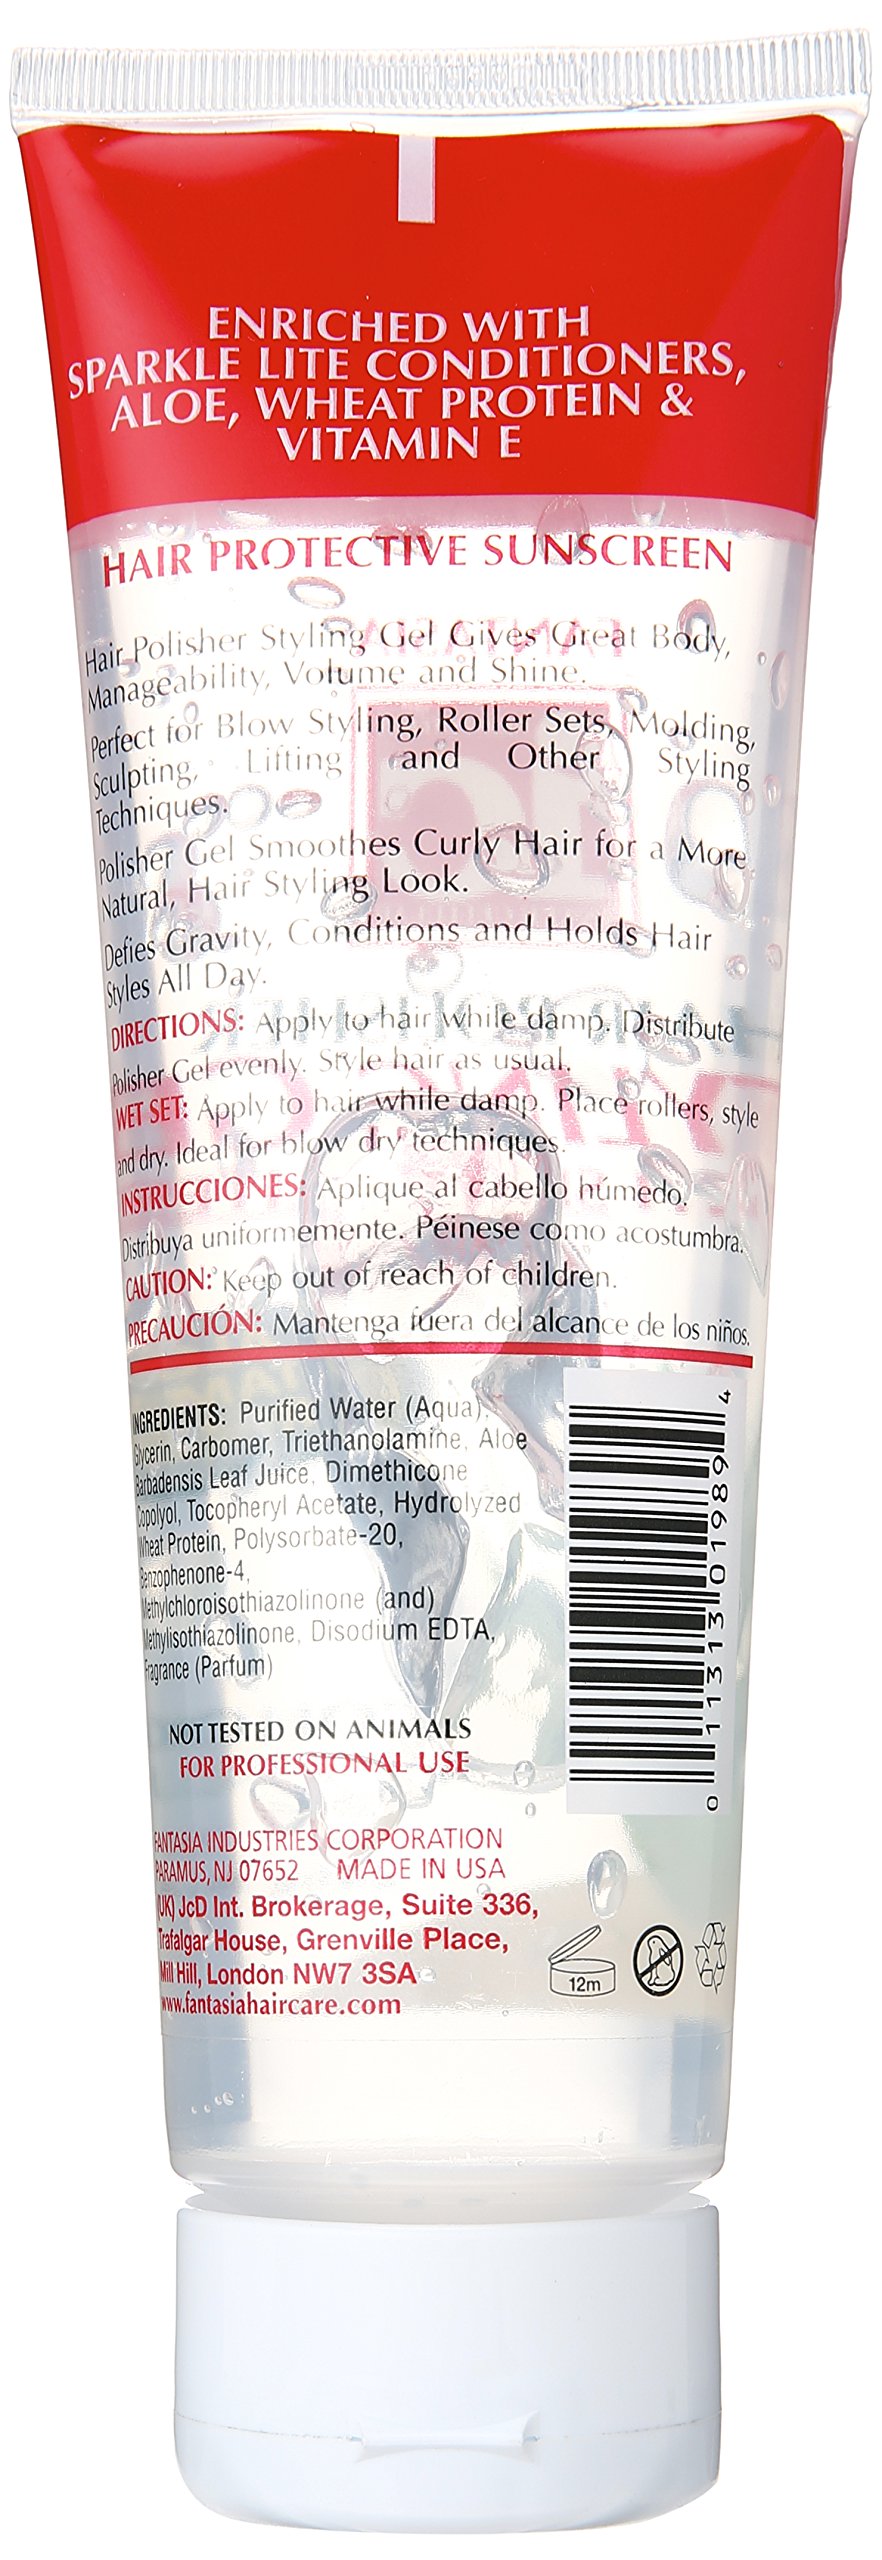 ENRICHED WITH
SPARKLE LITE CONDITIONERS,
ALOE, WHEAT PROTEIN &
VITAMIN E
HAIR PROTECTIVE SUNSCREEN
Hair Polisher Styling Gel Gives Great Body,
Manageability, Volume and Shine.
Perfect for Blow Styling, Roller Sets, Molding,
Sculpting, Lifting and Other Styling
Techniques.
Polisher Gel Smoothes Curly Hair for a More
Natural, Hair Styling Look.
Defies Gravity, Conditions and Holds Hair
Styles All Day.
DIRECTIONS: Apply to hair while damp. Distribute
Polisher Gel evenly. Style hair as usual.
WET SET: Apply to hair while damp. Place rollers, style
and dry. Ideal for blow dry techniques.
INSTRUCCIONES: Aplique al cabello húmedo.
Distribuya uniformemente. Péinese como acostumbra.
CAUTION: Keep out of reach of children.
PRECAUCIÓN: Mantenga fuera del alcance de los niños.
INGREDIENTS: Purified Water (Aqua),
Glycerin, Carbomer, Triethanolamine, Aloe
Barbadensis Leaf Juice, Dimethicone
Copolyol, Tocopheryl Acetate, Hydrolyzed
Wheat Protein, Polysorbate-20,
Benzophenone-4,
Methylchloroisothiazolinone (and)
Methylisothiazolinone, Disodium EDTA,
Fragrance (Parfum)
0 11313 01989 4
NOT TESTED ON ANIMALS
FOR PROFESSIONAL USE
FANTASIA INDUSTRIES CORPORATION
PARAMUS, NJ 07652 MADE IN USA
(UK) JcD Int. Brokerage, Suite 336,
Trafalgar House, Grenville Place,
Mill Hill, London NW7 3SA
www.fantasiahaircare.com
12m